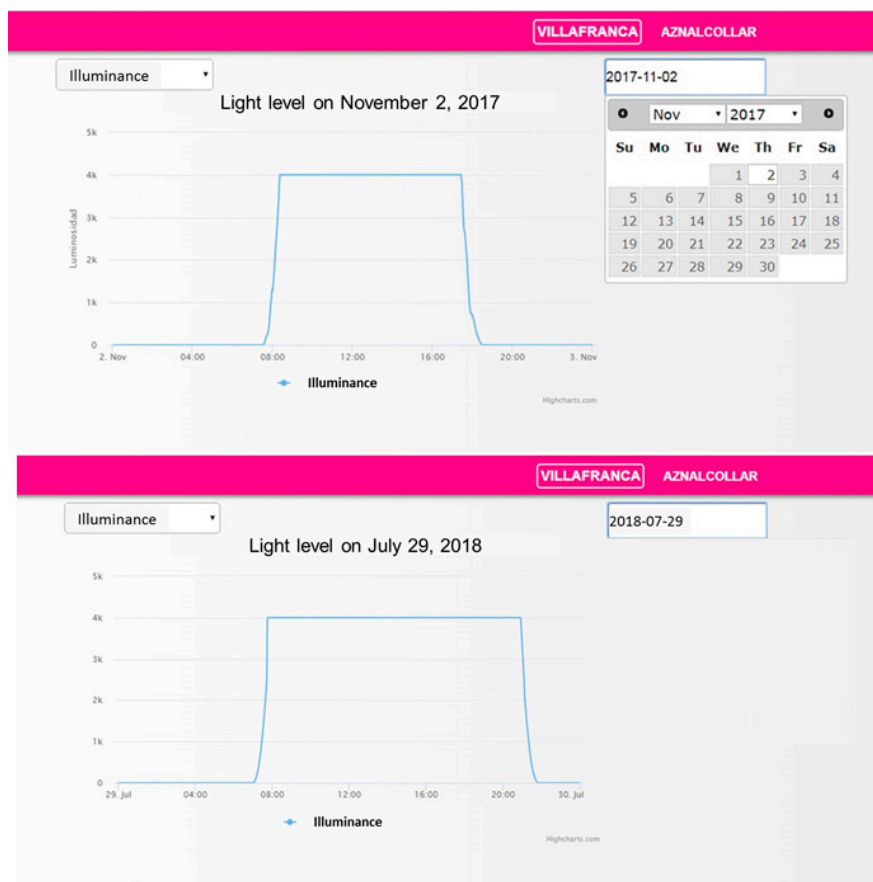 VILLAFRANCA AZNALCOLLAR
Illuminance
2017-11-02
Light level on November 2, 2017
Nov 2017
Su Mo Tu We Th Fr Sa
1 2 3 4
5 6 7 8 9 10 11
12 13 14 15 16 17 18
19 20 21 22 23 24 25
26 27 28 29 30
5k
4k
3k
2k
1k
0
Luminosidad
2. Nov 04:00 08:00 12:00 16:00 20:00 3. Nov
Illuminance
Highcharts.com
VILLAFRANCA AZNALCOLLAR
Illuminance
2018-07-29
Light level on July 29, 2018
5k
4k
3k
2k
1k
0
29. Jul 04:00 08:00 12:00 16:00 20:00 30. Jul
Illuminance
Highcharts.com